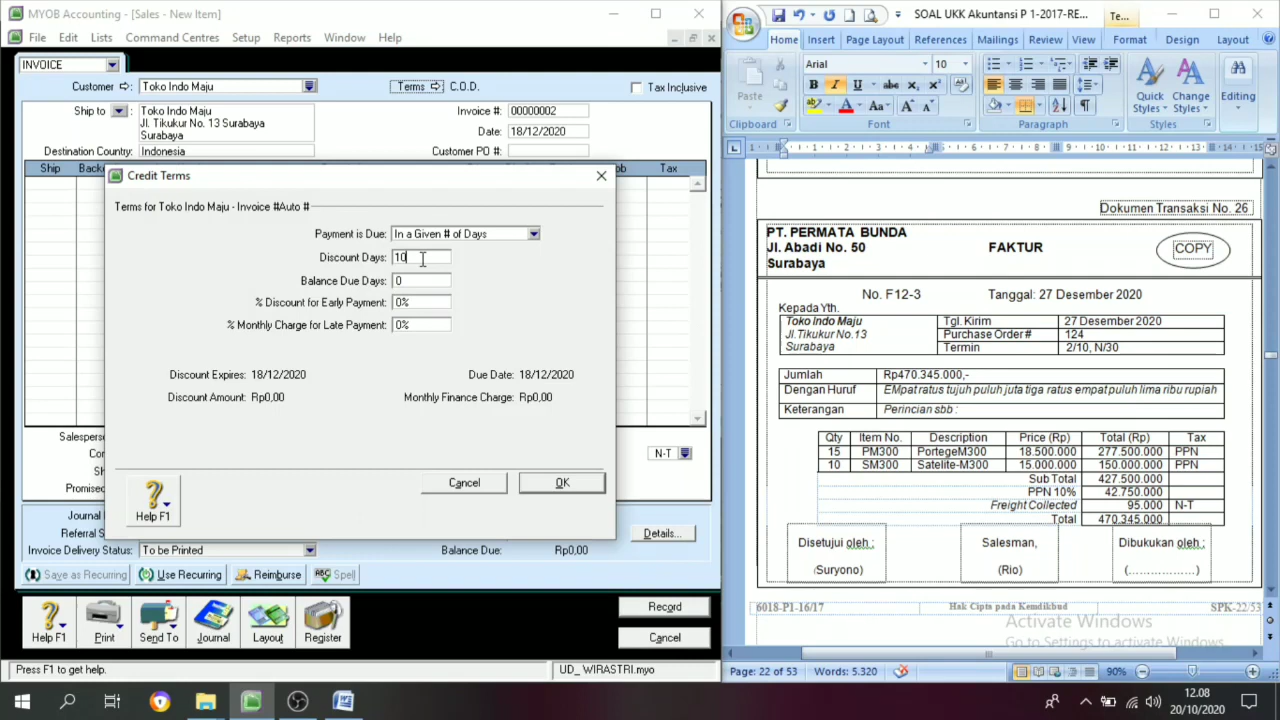 MYOB Accounting - [Sales - New Item]
File Edit Lists Command Centres Setup Reports Window Help
INVOICE
Customer Toko Indo Maju Terms C.O.D. Tax Inclusive
Ship to : Toko Indo Maju Invoice #: 00000002
Jl. Tikukur No. 13 Surabaya Date: 18/12/2020
Surabaya
Destination Country: Indonesia Customer PO #:
Ship Tax
Credit Terms
Terms for Toko Indo Maju - Invoice #Auto #
Payment is Due: In a Given # of Days
Discount Days: 10
Balance Due Days: 0
% Discount for Early Payment: 0%
% Monthly Charge for Late Payment: 0%
Discount Expires: 18/12/2020 Due Date: 18/12/2020
Discount Amount: Rp0,00 Monthly Finance Charge: Rp0,00
Cancel OK
Help F1
N-T
Details...
Invoice Delivery Status: To be Printed Balance Due: Rp0,00
Save as Recurring Use Recurring Reimburse Spell
Help F1 Print Send To Journal Layout Register
Record
Cancel
Press F1 to get help. UD_ WIRASTRI.myo
SOAL UKK Akuntansi P 1-2017-RE... Te...
Home Insert Page Layout References Mailings Review View Format Design Layout
Paste
Clipboard
Arial 10
Font
Paragraph
Quick Styles
Change Styles
Styles
Editing
Dokumen Transaksi No. 26
PT. PERMATA BUNDA
Jl. Abadi No. 50 FAKTUR COPY
Surabaya
No. F12-3 Tanggal: 27 Desember 2020
Kepada Yth.
Toko Indo Maju Tgl. Kirim 27 Desember 2020
Jl.Tikukur No.13 Purchase Order # 124
Surabaya Termin 2/10, N/30
Jumlah Rp470.345.000,-
Dengan Huruf EMpat ratus tujuh puluh juta tiga ratus empat puluh lima ribu rupiah
Keterangan Perincian sbb :
Qty Item No. Description Price (Rp) Total (Rp) Tax
15 PM300 PortegeM300 18.500.000 277.500.000 PPN
10 SM300 Satelite-M300 15.000.000 150.000.000 PPN
Sub Total 427.500.000
PPN 10% 42.750.000
Freight Collected 95.000 N-T
Total 470.345.000
Disetujui oleh : Salesman, Dibukukan oleh :
(Suryono) (Rio) (....................)
6018-P1-16/17 Hak Cipta pada Kemdikbud SPK-22/53
Activate Windows
Go to Settings to activate Windows.
Page: 22 of 53 Words: 5.320 90%
12.08
20/10/2020